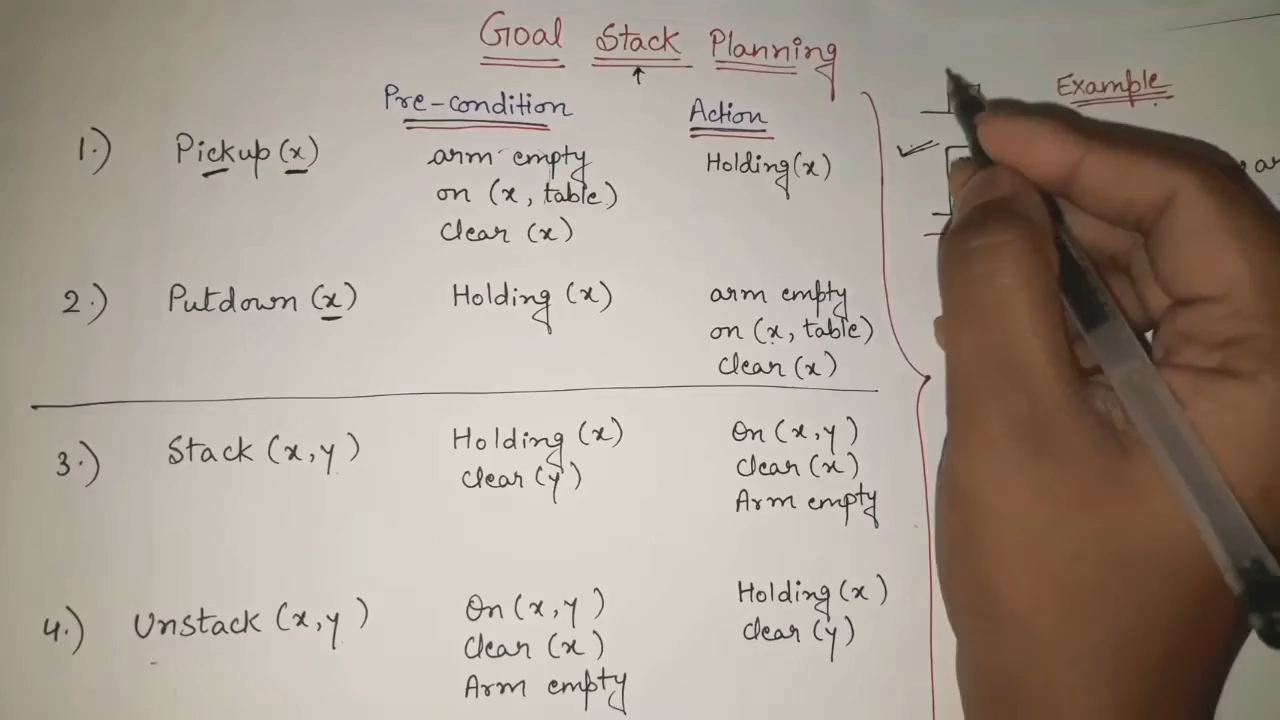 Goal Stack Planning
Pre-condition Action
Example
1.) Pickup (x) arm empty Holding(x)
on (x, table)
Clear (x)
2.) Putdown (x) Holding (x) arm empty
on (x, table)
Clear (x)
3.) Stack (x,y) Holding (x) On (x,y)
Clear (y) Clear (x)
Arm empty
4.) Unstack (x,y) On (x,y) Holding (x)
Clear (x) Clear (y)
Arm empty